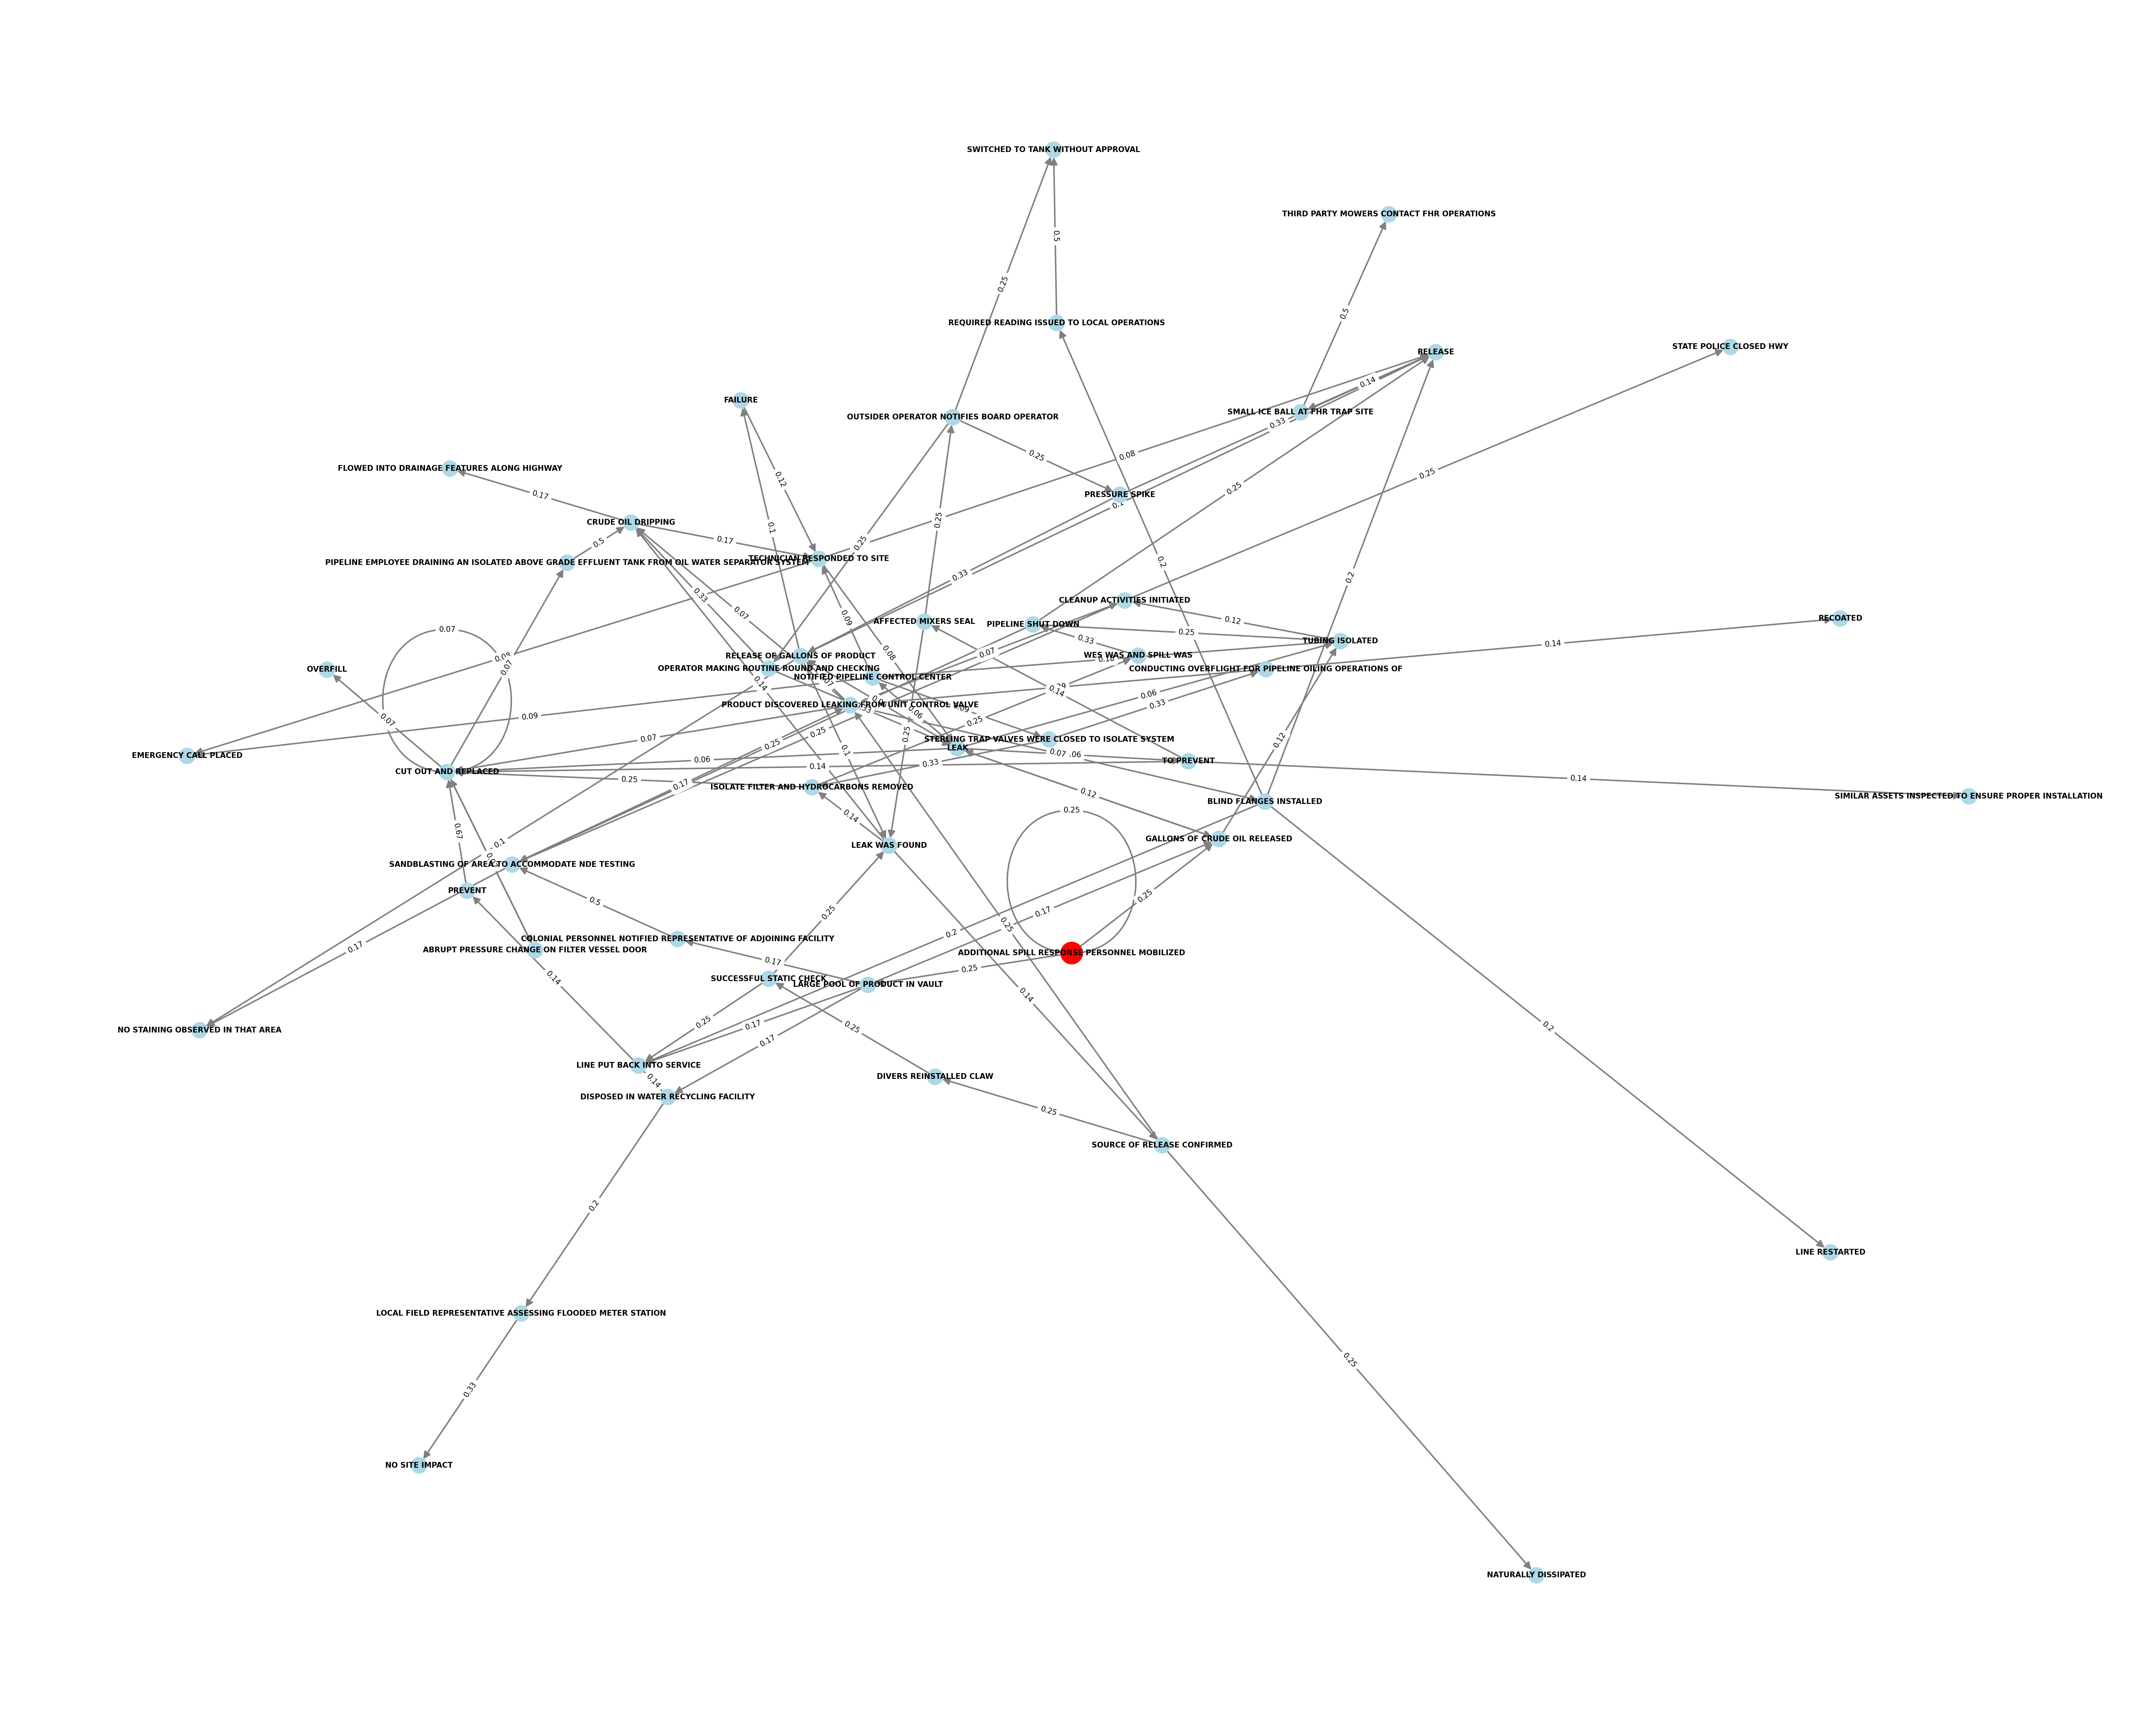 SWITCHED TO TANK WITHOUT APPROVAL
THIRD PARTY MOWERS CONTACT FHR OPERATIONS
0.5
0.25
0.5
REQUIRED READING ISSUED TO LOCAL OPERATIONS
STATE POLICE CLOSED HWY
RELEASE
0.14
FAILURE
OUTSIDER OPERATOR NOTIFIES BOARD OPERATOR
SMALL ICE BALL AT FHR TRAP SITE
0.33
0.25
0.08
FLOWED INTO DRAINAGE FEATURES ALONG HIGHWAY
0.25
0.12
0.25
0.17
PRESSURE SPIKE
CRUDE OIL DRIPPING
0.25
0.1
0.17
0.5
0.25
TECHNICIAN RESPONDED TO SITE
PIPELINE EMPLOYEE DRAINING AN ISOLATED ABOVE GRADE EFFLUENT TANK FROM OIL WATER SEPARATOR SYSTEM
0.2
0.33
0.2
0.33
CLEANUP ACTIVITIES INITIATED
0.07
0.09
AFFECTED MIXERS SEAL
PIPELINE SHUT DOWN
0.12
RECOATED
0.07
0.25
0.33
TUBING ISOLATED
0.14
0.07
0.08
RELEASE OF GALLONS OF PRODUCT
WES WAS AND SPILL WAS
OPERATOR MAKING ROUTINE ROUND AND CHECKING
CONDUCTING OVERFLIGHT FOR PIPELINE OILING OPERATIONS OF
OVERFILL
0.07
NOTIFIED PIPELINE CONTROL CENTER
0.14
0.14
0.06
0.33
PRODUCT DISCOVERED LEAKING FROM UNIT CONTROL VALVE
0.09
0.06
0.07
0.25
0.25
0.25
0.07
STERLING TRAP VALVES WERE CLOSED TO ISOLATE SYSTEM
0.12
0.25
0.1
LEAK
EMERGENCY CALL PLACED
0.07
0.06
TO PREVENT
0.33
0.14
CUT OUT AND REPLACED
0.25
0.14
0.17
ISOLATE FILTER AND HYDROCARBONS REMOVED
0.12
SIMILAR ASSETS INSPECTED TO ENSURE PROPER INSTALLATION
BLIND FLANGES INSTALLED
0.25
0.14
0.67
GALLONS OF CRUDE OIL RELEASED
0.1
LEAK WAS FOUND
SANDBLASTING OF AREA TO ACCOMMODATE NDE TESTING
PREVENT
0.25
0.5
0.25
0.17
0.25
0.2
COLONIAL PERSONNEL NOTIFIED REPRESENTATIVE OF ADJOINING FACILITY
0.17
ABRUPT PRESSURE CHANGE ON FILTER VESSEL DOOR
ADDITIONAL SPILL RESPONSE PERSONNEL MOBILIZED
0.17
0.25
0.14
SUCCESSFUL STATIC CHECK
LARGE POOL OF PRODUCT IN VAULT
0.14
0.25
0.17
0.25
0.2
NO STAINING OBSERVED IN THAT AREA
0.17
LINE PUT BACK INTO SERVICE
DIVERS REINSTALLED CLAW
0.14
DISPOSED IN WATER RECYCLING FACILITY
0.25
SOURCE OF RELEASE CONFIRMED
0.2
LINE RESTARTED
LOCAL FIELD REPRESENTATIVE ASSESSING FLOODED METER STATION
0.25
0.33
NO SITE IMPACT
NATURALLY DISSIPATED